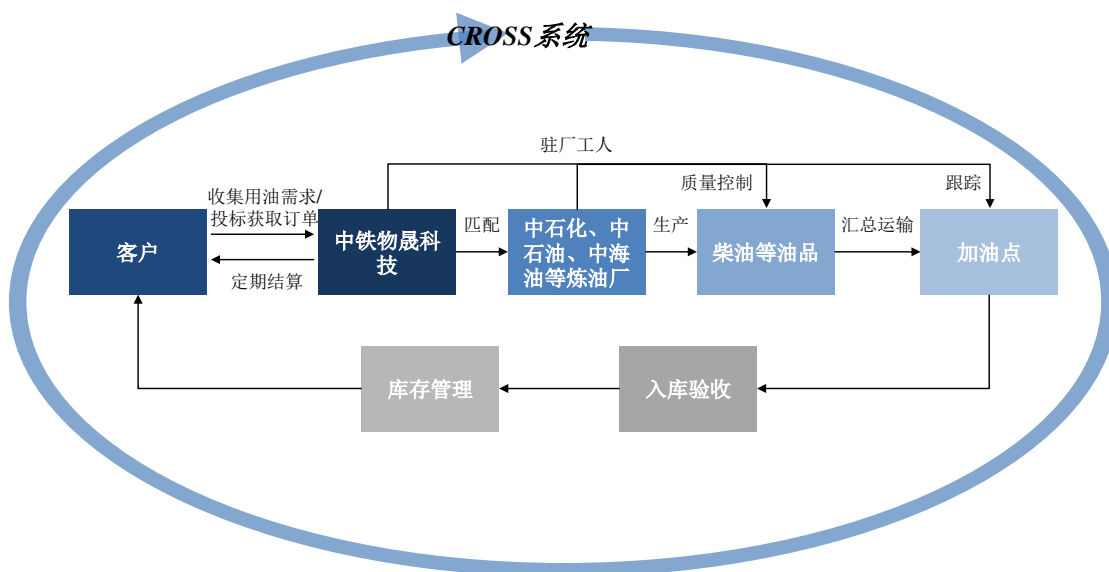 CROSS系统
驻厂工人
收集用油需求/
投标获取订单
质量控制
跟踪
客户
中铁物晟科
技
匹配
中石化、中
石油、中海
油等炼油厂
生产
柴油等油品
汇总运输
加油点
定期结算
库存管理
入库验收